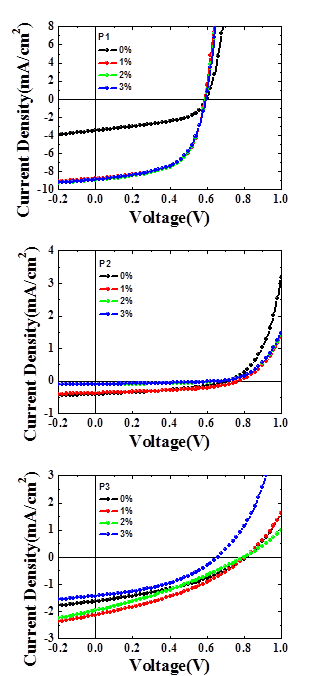 P1
0%
1%
2%
3%
8
6
4
2
0
-2
-4
-6
-8
-10
-0.2 0.0 0.2 0.4 0.6 0.8 1.0
Current Density(mA/cm2)
Voltage(V)
P2
0%
1%
2%
3%
4
3
2
1
0
-1
-0.2 0.0 0.2 0.4 0.6 0.8 1.0
Current Density(mA/cm2)
Voltage(V)
P3
0%
1%
2%
3%
3
2
1
0
-1
-2
-3
-0.2 0.0 0.2 0.4 0.6 0.8 1.0
Current Density(mA/cm2)
Voltage(V)